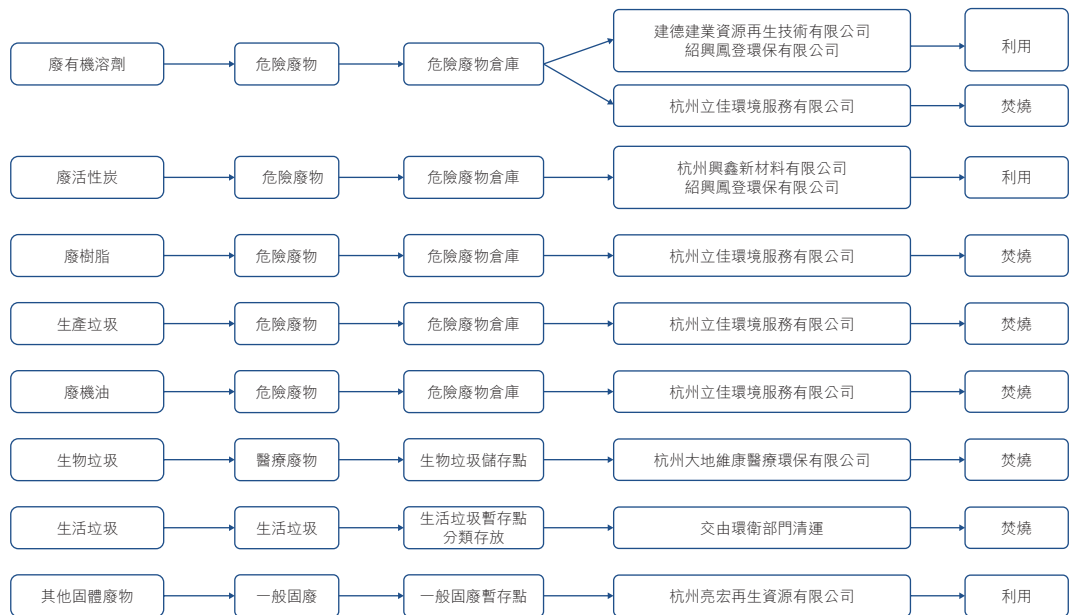 廢有機溶劑
危險廢物
危險廢物倉庫
建德建業資源再生技術有限公司
紹興鳳登環保有限公司
利用
杭州立佳環境服務有限公司
焚燒
廢活性炭
危險廢物
危險廢物倉庫
杭州興鑫新材料有限公司
紹興鳳登環保有限公司
利用
廢樹脂
危險廢物
危險廢物倉庫
杭州立佳環境服務有限公司
焚燒
生產垃圾
危險廢物
危險廢物倉庫
杭州立佳環境服務有限公司
焚燒
廢機油
危險廢物
危險廢物倉庫
杭州立佳環境服務有限公司
焚燒
生物垃圾
醫療廢物
生物垃圾儲存點
杭州大地維康醫療環保有限公司
焚燒
生活垃圾
生活垃圾
生活垃圾暫存點
分類存放
交由環衛部門清運
焚燒
其他固體廢物
一般固廢
一般固廢暫存點
杭州亮宏再生資源有限公司
利用